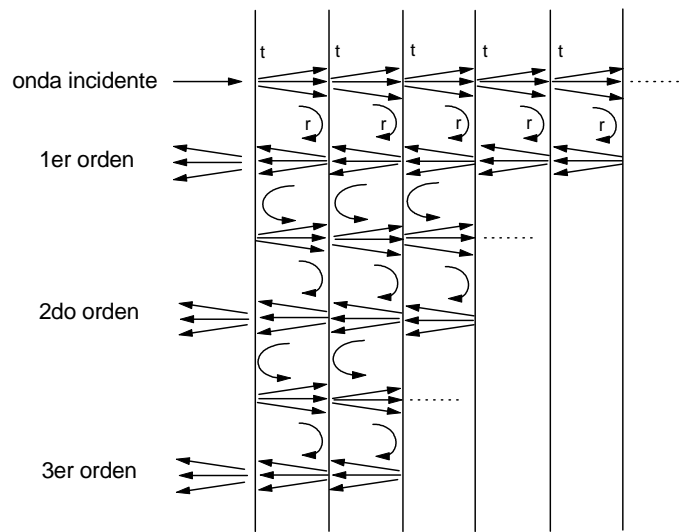 t t t t t
onda incidente
r r r r r
1er orden
2do orden
3er orden